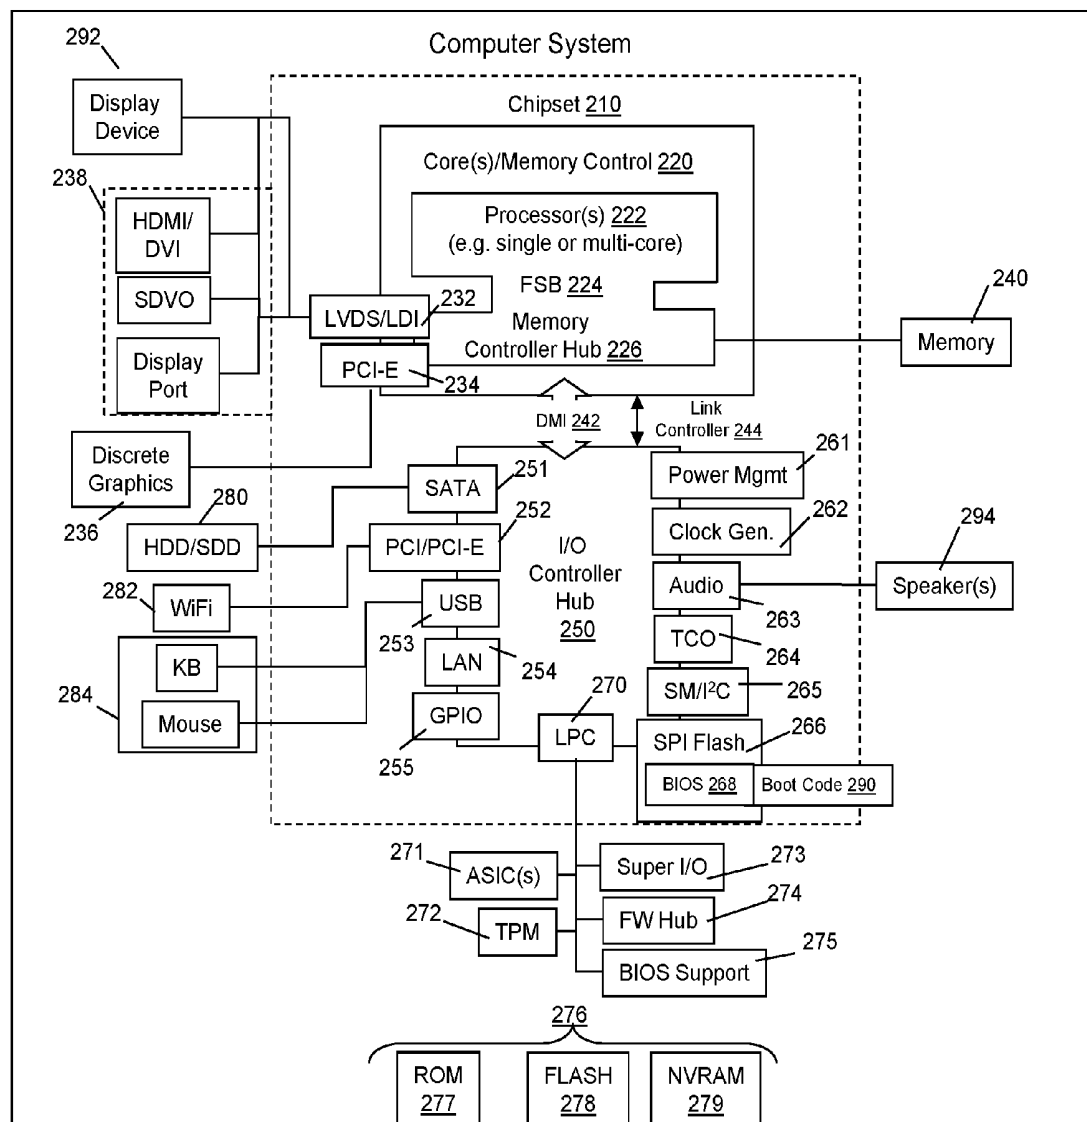 Computer System
292
Display
Device
Chipset 210
Core(s)/Memory Control 220
238
HDMI/
DVI
SDVO
Display
Port
Processor(s) 222
(e.g. single or multi-core)
FSB 224
232
LVDS/LDI
Memory
Controller Hub 226
PCI-E
234
240
Memory
DMI 242
Link
Controller 244
Discrete
Graphics
236
280
HDD/SDD
282
WiFi
KB
284
Mouse
SATA
251
252
PCI/PCI-E
USB
253
LAN
254
GPIO
255
I/O
Controller
Hub
250
270
LPC
Power Mgmt
261
Clock Gen.
262
Audio
263
294
Speaker(s)
TCO
264
SM/I²C
265
SPI Flash
266
BIOS 268
Boot Code 290
271
ASIC(s)
272
TPM
Super I/O
273
FW Hub
274
BIOS Support
275
276
ROM
277
FLASH
278
NVRAM
279